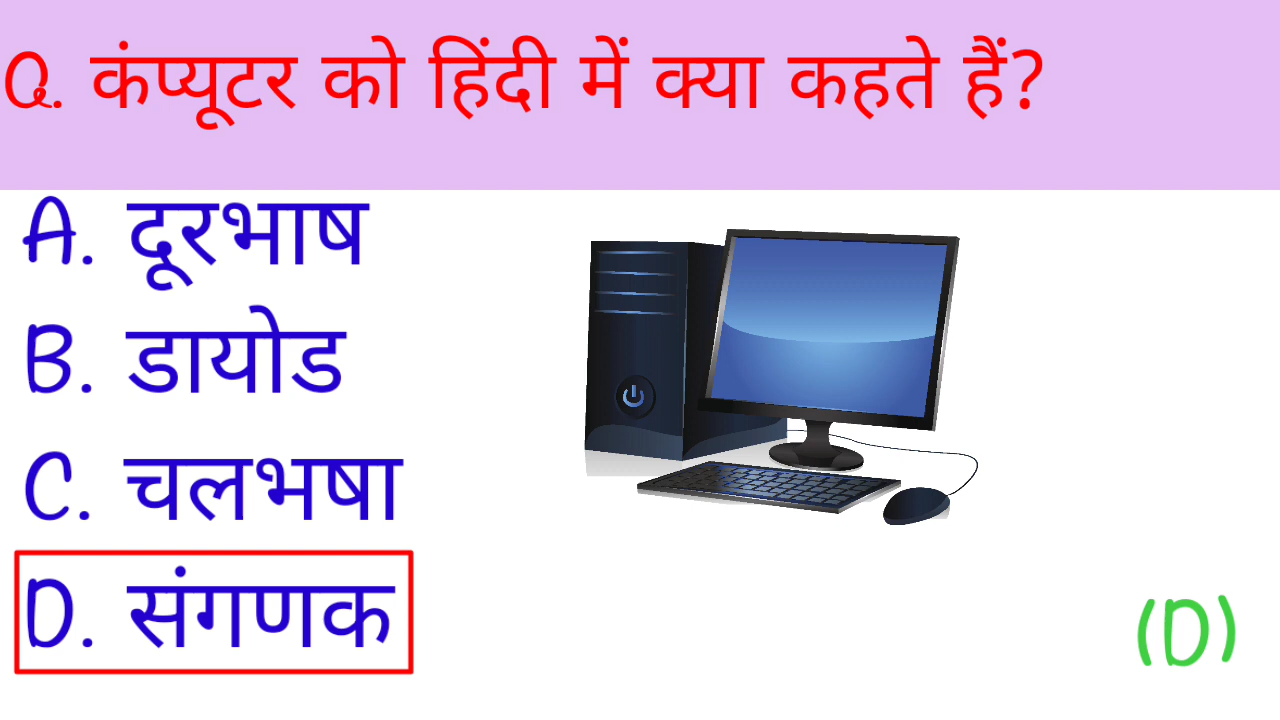 Q. कंप्यूटर को हिंदी में क्या कहते हैं?
A. दूरभाष
B. डायोड
C. चलभषा
D. संगणक
(D)